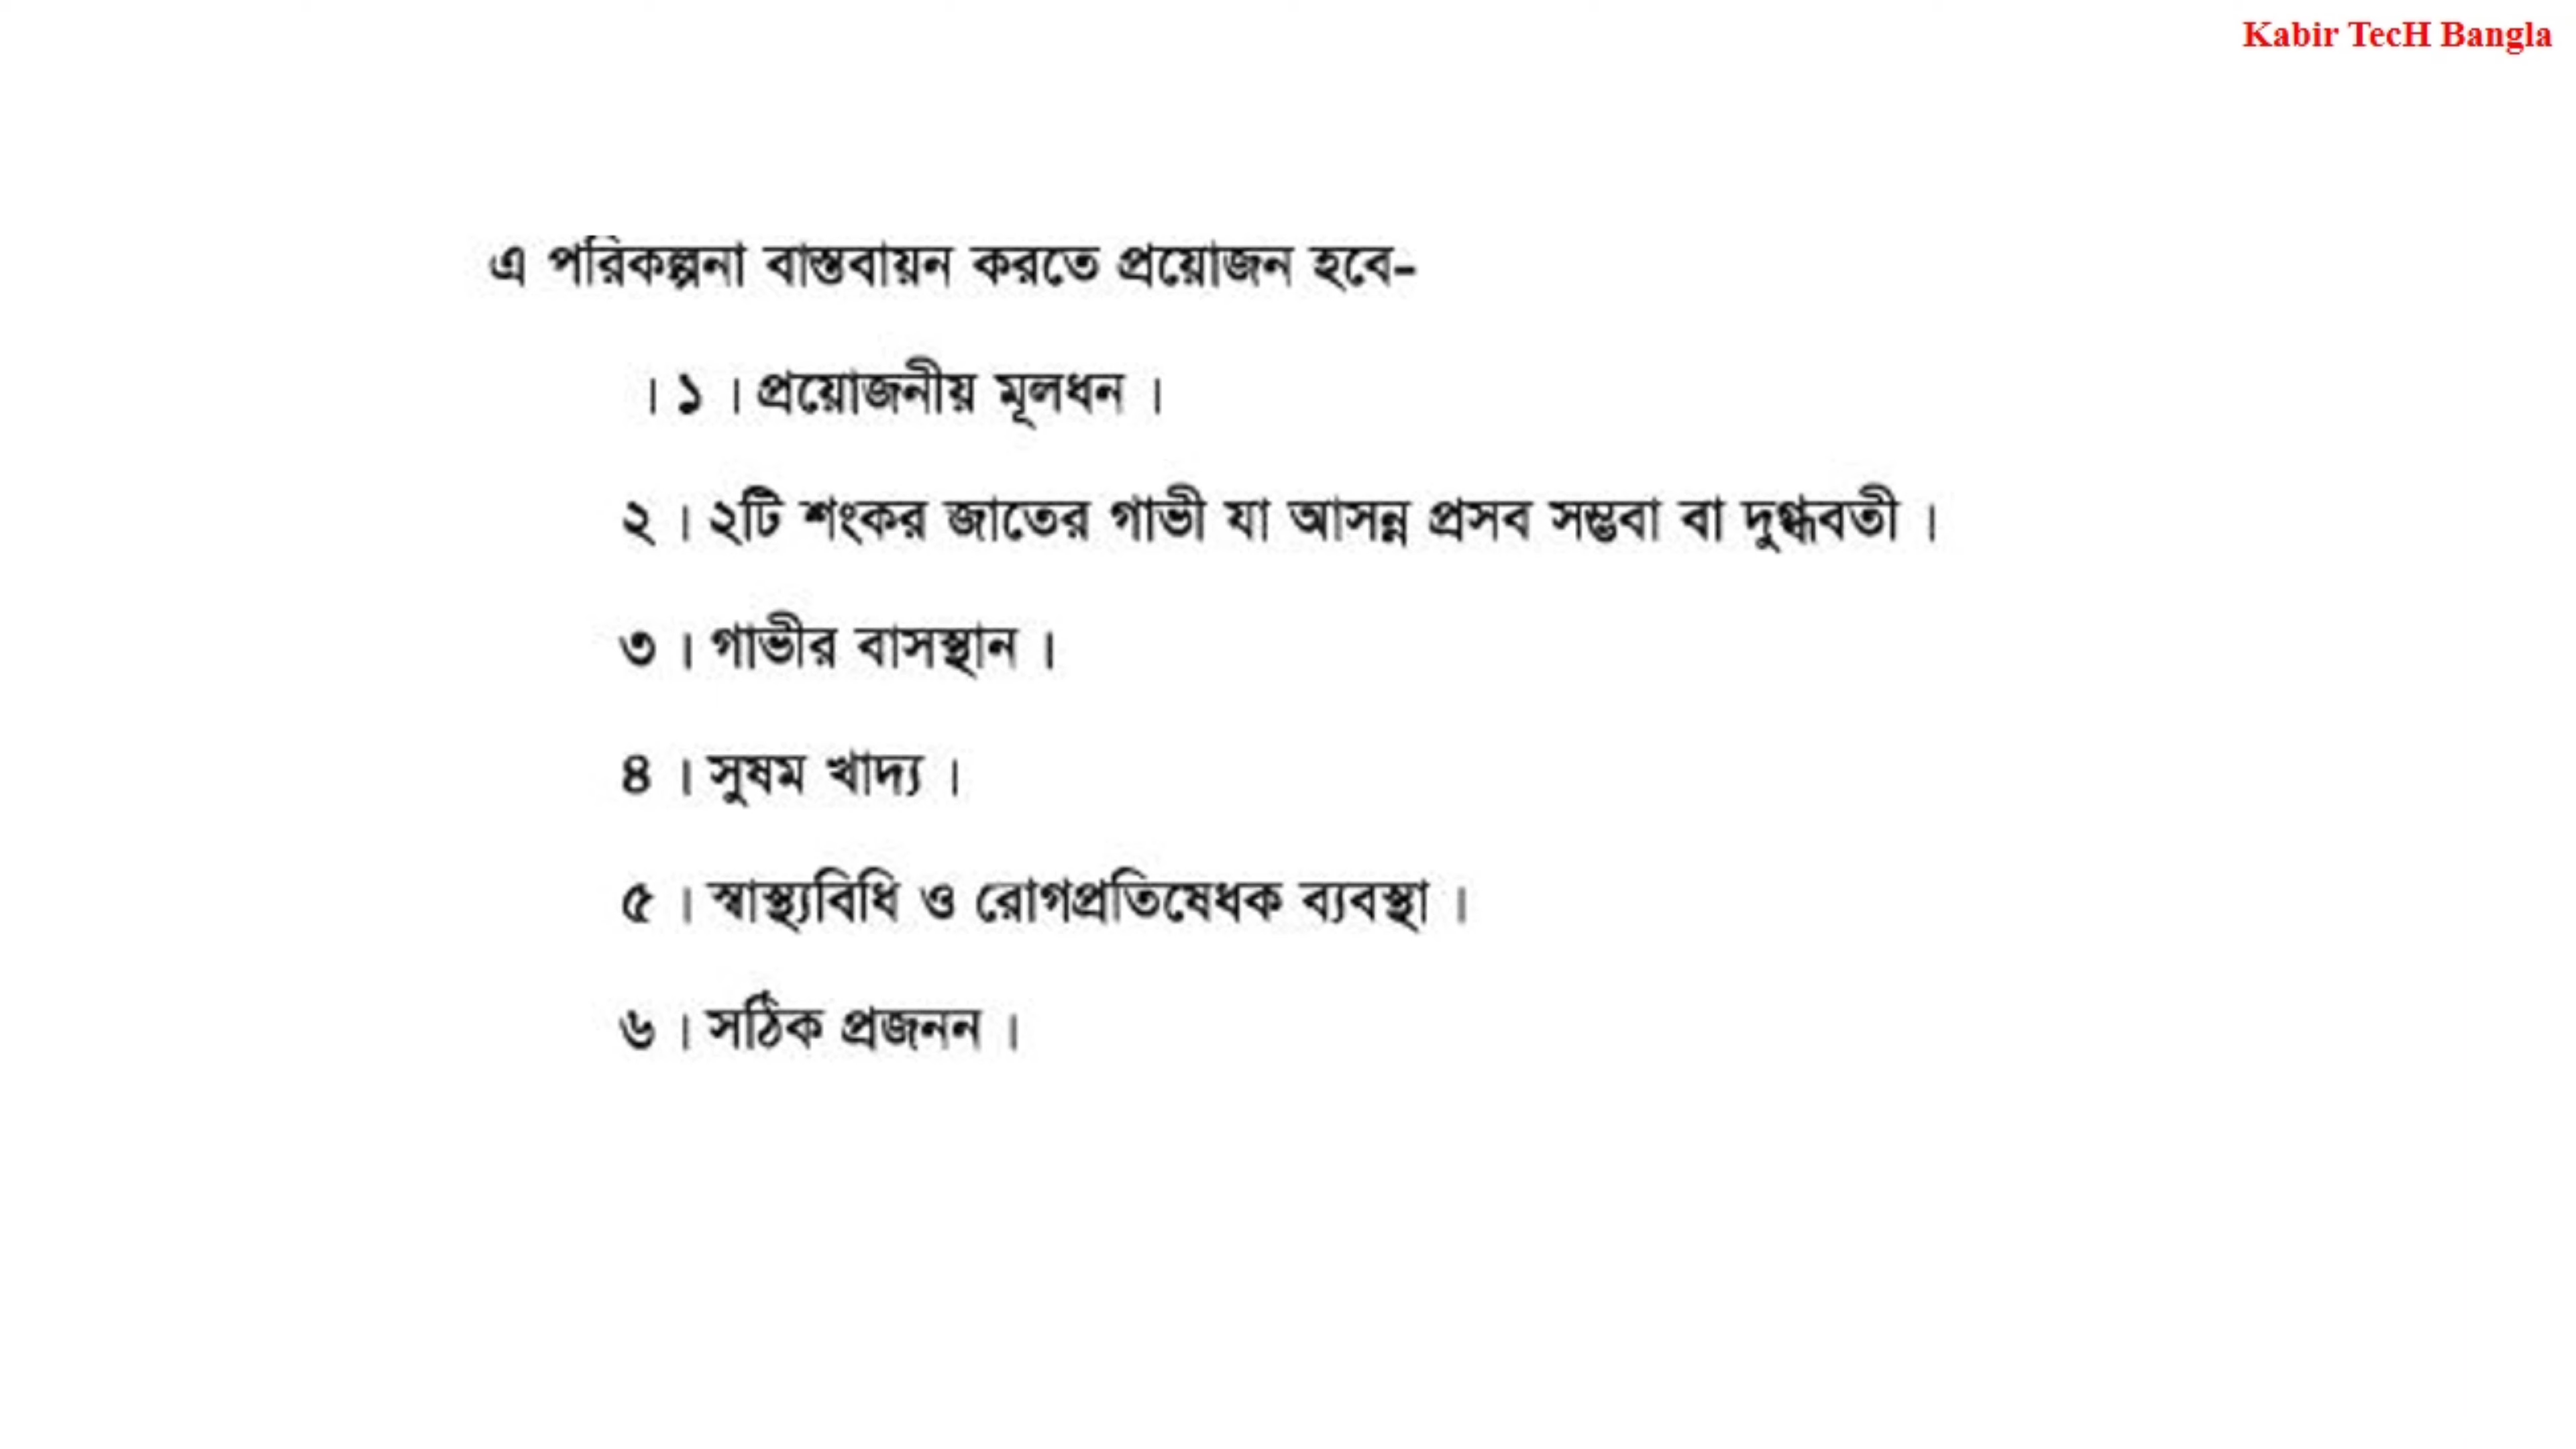 Kabir TecH Bangla
এ পরিকল্পনা বাস্তবায়ন করতে প্রয়োজন হবে-
। ১ । প্রয়োজনীয় মূলধন ।
২ । ২টি শংকর জাতের গাভী যা আসন্ন প্রসব সম্ভবা বা দুগ্ধবতী ।
৩ । গাভীর বাসস্থান ।
৪ । সুষম খাদ্য ।
৫ । স্বাস্থ্যবিধি ও রোগপ্রতিষেধক ব্যবস্থা ।
৬ । সঠিক প্রজনন ।